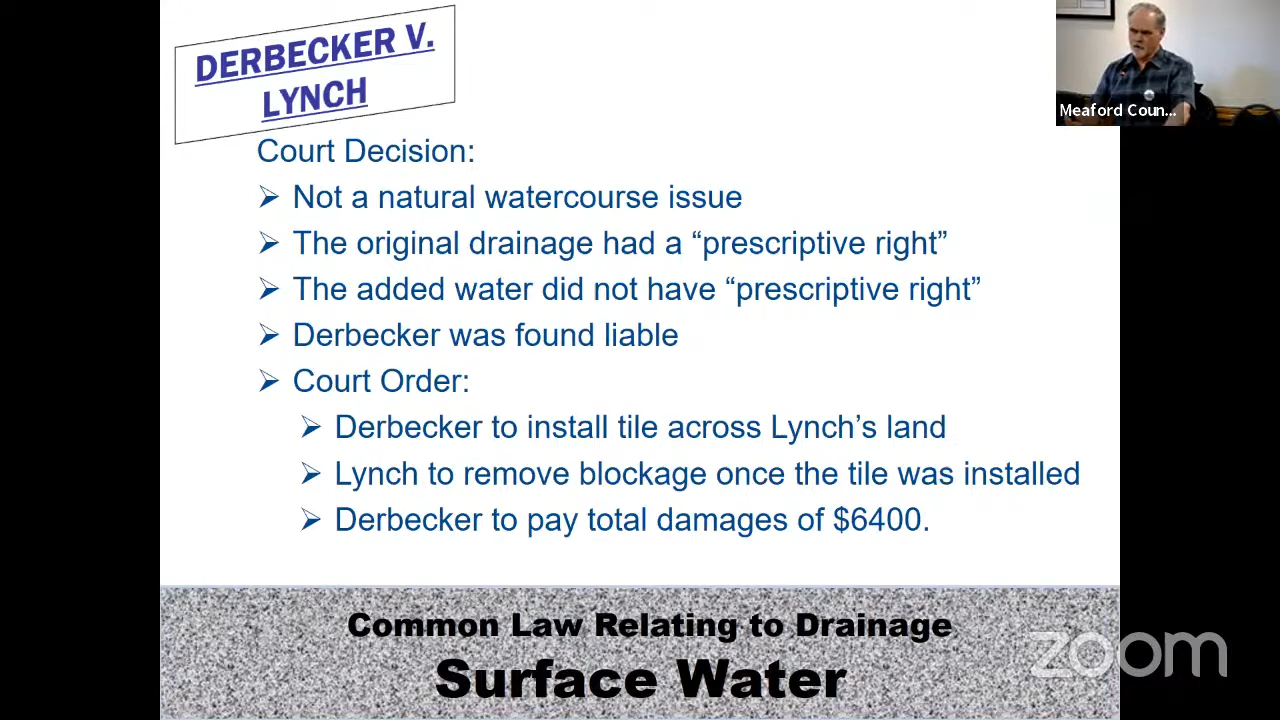 DERBECKER V.
LYNCH
Meaford Coun...
Court Decision:
Not a natural watercourse issue
The original drainage had a “prescriptive right”
The added water did not have “prescriptive right”
Derbecker was found liable
Court Order:
Derbecker to install tile across Lynch’s land
Lynch to remove blockage once the tile was installed
Derbecker to pay total damages of $6400.
Common Law Relating to Drainage
Surface Water
zoom